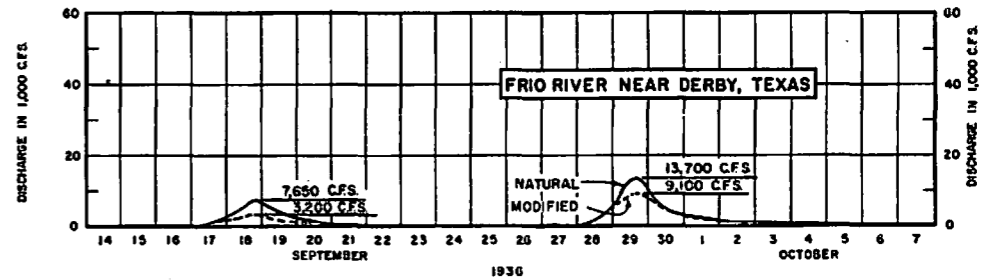 DISCHARGE IN 1,000 C.F.S.
60
40
20
0
FRIO RIVER NEAR DERBY, TEXAS
7,650 C.F.S.
3,200 C.F.S.
NATURAL
MODIFIED
13,700 C.F.S.
9,100 C.F.S.
60
40
20
0
DISCHARGE IN 1,000 C.F.S.
14 15 16 17 18 19 20 21 22 23 24 25 26 27 28 29 30 1 2 3 4 5 6 7
SEPTEMBER OCTOBER
1936